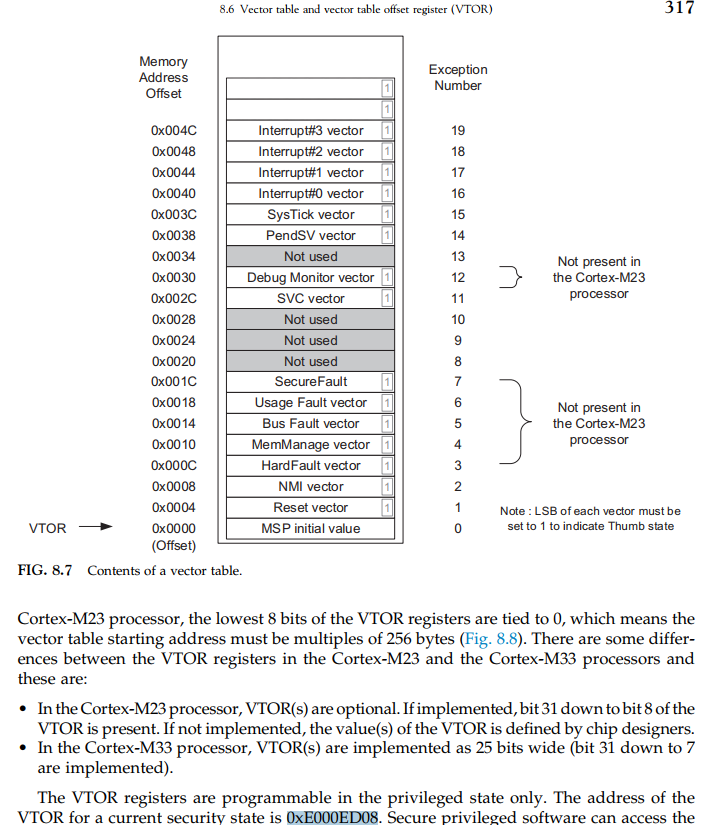 8.6 Vector table and vector table offset register (VTOR) 317
Memory
Address
Offset
Exception
Number
1
1
0x004C Interrupt#3 vector 1 19
0x0048 Interrupt#2 vector 1 18
0x0044 Interrupt#1 vector 1 17
0x0040 Interrupt#0 vector 1 16
0x003C SysTick vector 1 15
0x0038 PendSV vector 1 14
0x0034 Not used 13
0x0030 Debug Monitor vector 1 12
0x002C SVC vector 1 11
0x0028 Not used 10
0x0024 Not used 9
0x0020 Not used 8
0x001C SecureFault 1 7
0x0018 Usage Fault vector 1 6
0x0014 Bus Fault vector 1 5
0x0010 MemManage vector 1 4
0x000C HardFault vector 1 3
0x0008 NMI vector 1 2
0x0004 Reset vector 1 1
VTOR 0x0000 MSP initial value 0
(Offset)
Not present in
the Cortex-M23
processor
Not present in
the Cortex-M23
processor
Note : LSB of each vector must be
set to 1 to indicate Thumb state
FIG. 8.7 Contents of a vector table.
Cortex-M23 processor, the lowest 8 bits of the VTOR registers are tied to 0, which means the
vector table starting address must be multiples of 256 bytes (Fig. 8.8). There are some differ-
ences between the VTOR registers in the Cortex-M23 and the Cortex-M33 processors and
these are:
• In the Cortex-M23 processor, VTOR(s) are optional. If implemented, bit 31 down to bit 8 of the
VTOR is present. If not implemented, the value(s) of the VTOR is defined by chip designers.
• In the Cortex-M33 processor, VTOR(s) are implemented as 25 bits wide (bit 31 down to 7
are implemented).
The VTOR registers are programmable in the privileged state only. The address of the
VTOR for a current security state is 0xE000ED08. Secure privileged software can access the